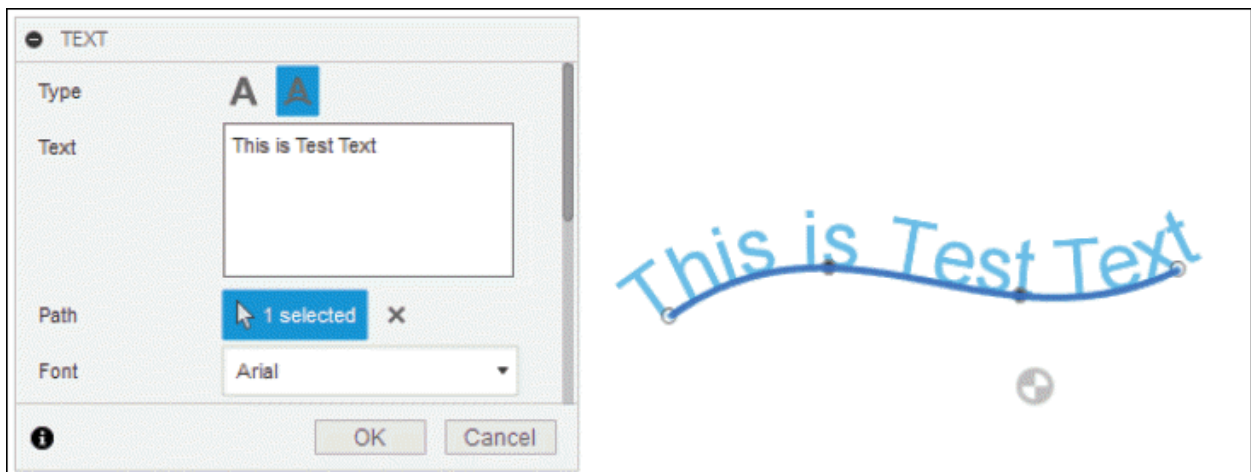 TEXT
Type A A
Text This is Test Text
Path 1 selected
Font Arial
OK Cancel
This is Test Text